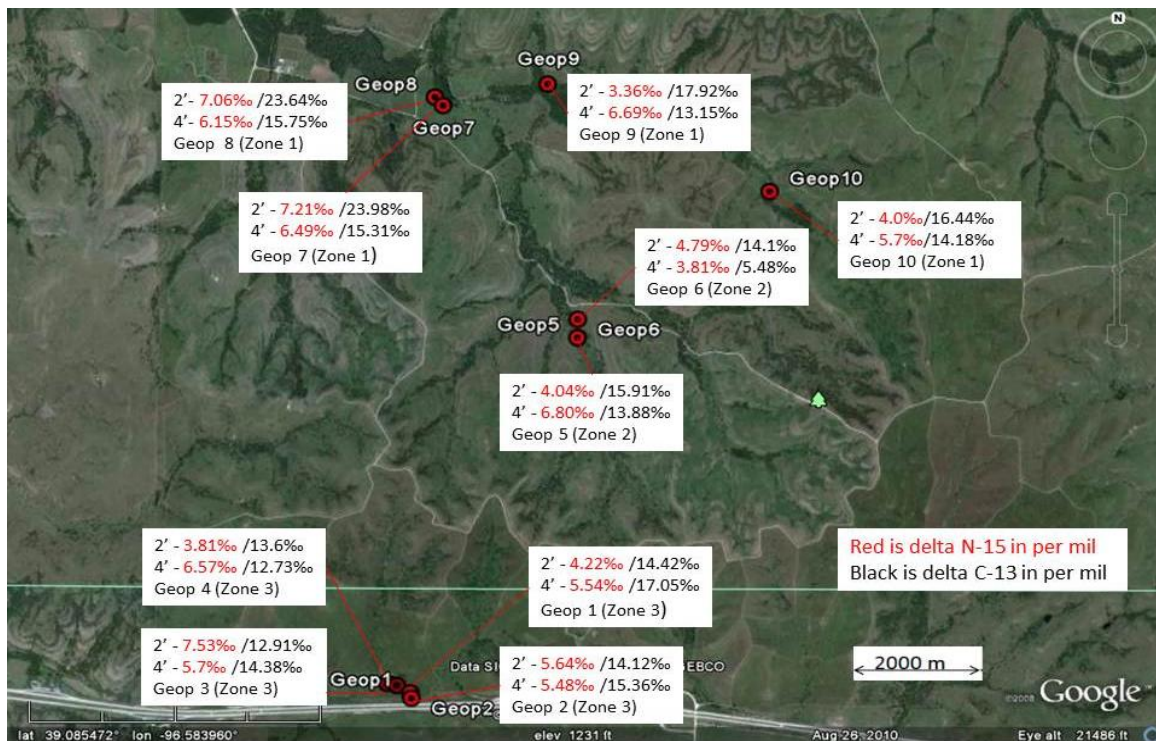 N
Geop9
Geop8
2’ - 7.06‰ /23.64‰
4’ - 6.15‰ /15.75‰
Geop 8 (Zone 1)
2’ - 3.36‰ /17.92‰
4’ - 6.69‰ /13.15‰
Geop 9 (Zone 1)
Geop7
Geop10
2’ - 7.21‰ /23.98‰
4’ - 6.49‰ /15.31‰
Geop 7 (Zone 1)
2’ - 4.0‰ /16.44‰
4’ - 5.7‰ /14.18‰
Geop 10 (Zone 1)
2’ - 4.79‰ /14.1‰
4’ - 3.81‰ /5.48‰
Geop 6 (Zone 2)
Geop5
Geop6
2’ - 4.04‰ /15.91‰
4’ - 6.80‰ /13.88‰
Geop 5 (Zone 2)
2’ - 3.81‰ /13.6‰
4’ - 6.57‰ /12.73‰
Geop 4 (Zone 3)
2’ - 4.22‰ /14.42‰
4’ - 5.54‰ /17.05‰
Geop 1 (Zone 3)
Red is delta N-15 in per mil
Black is delta C-13 in per mil
2’ - 7.53‰ /12.91‰
4’ - 5.7‰ /14.38‰
Geop 3 (Zone 3)
Geop1
Data SI
EBCO
2’ - 5.64‰ /14.12‰
4’ - 5.48‰ /15.36‰
Geop 2 (Zone 3)
2000 m
Geop2
©2008 Google
lat 39.085472° lon -96.583960° elev 1231 ft Aug 26, 2010 Eye alt 21486 ft